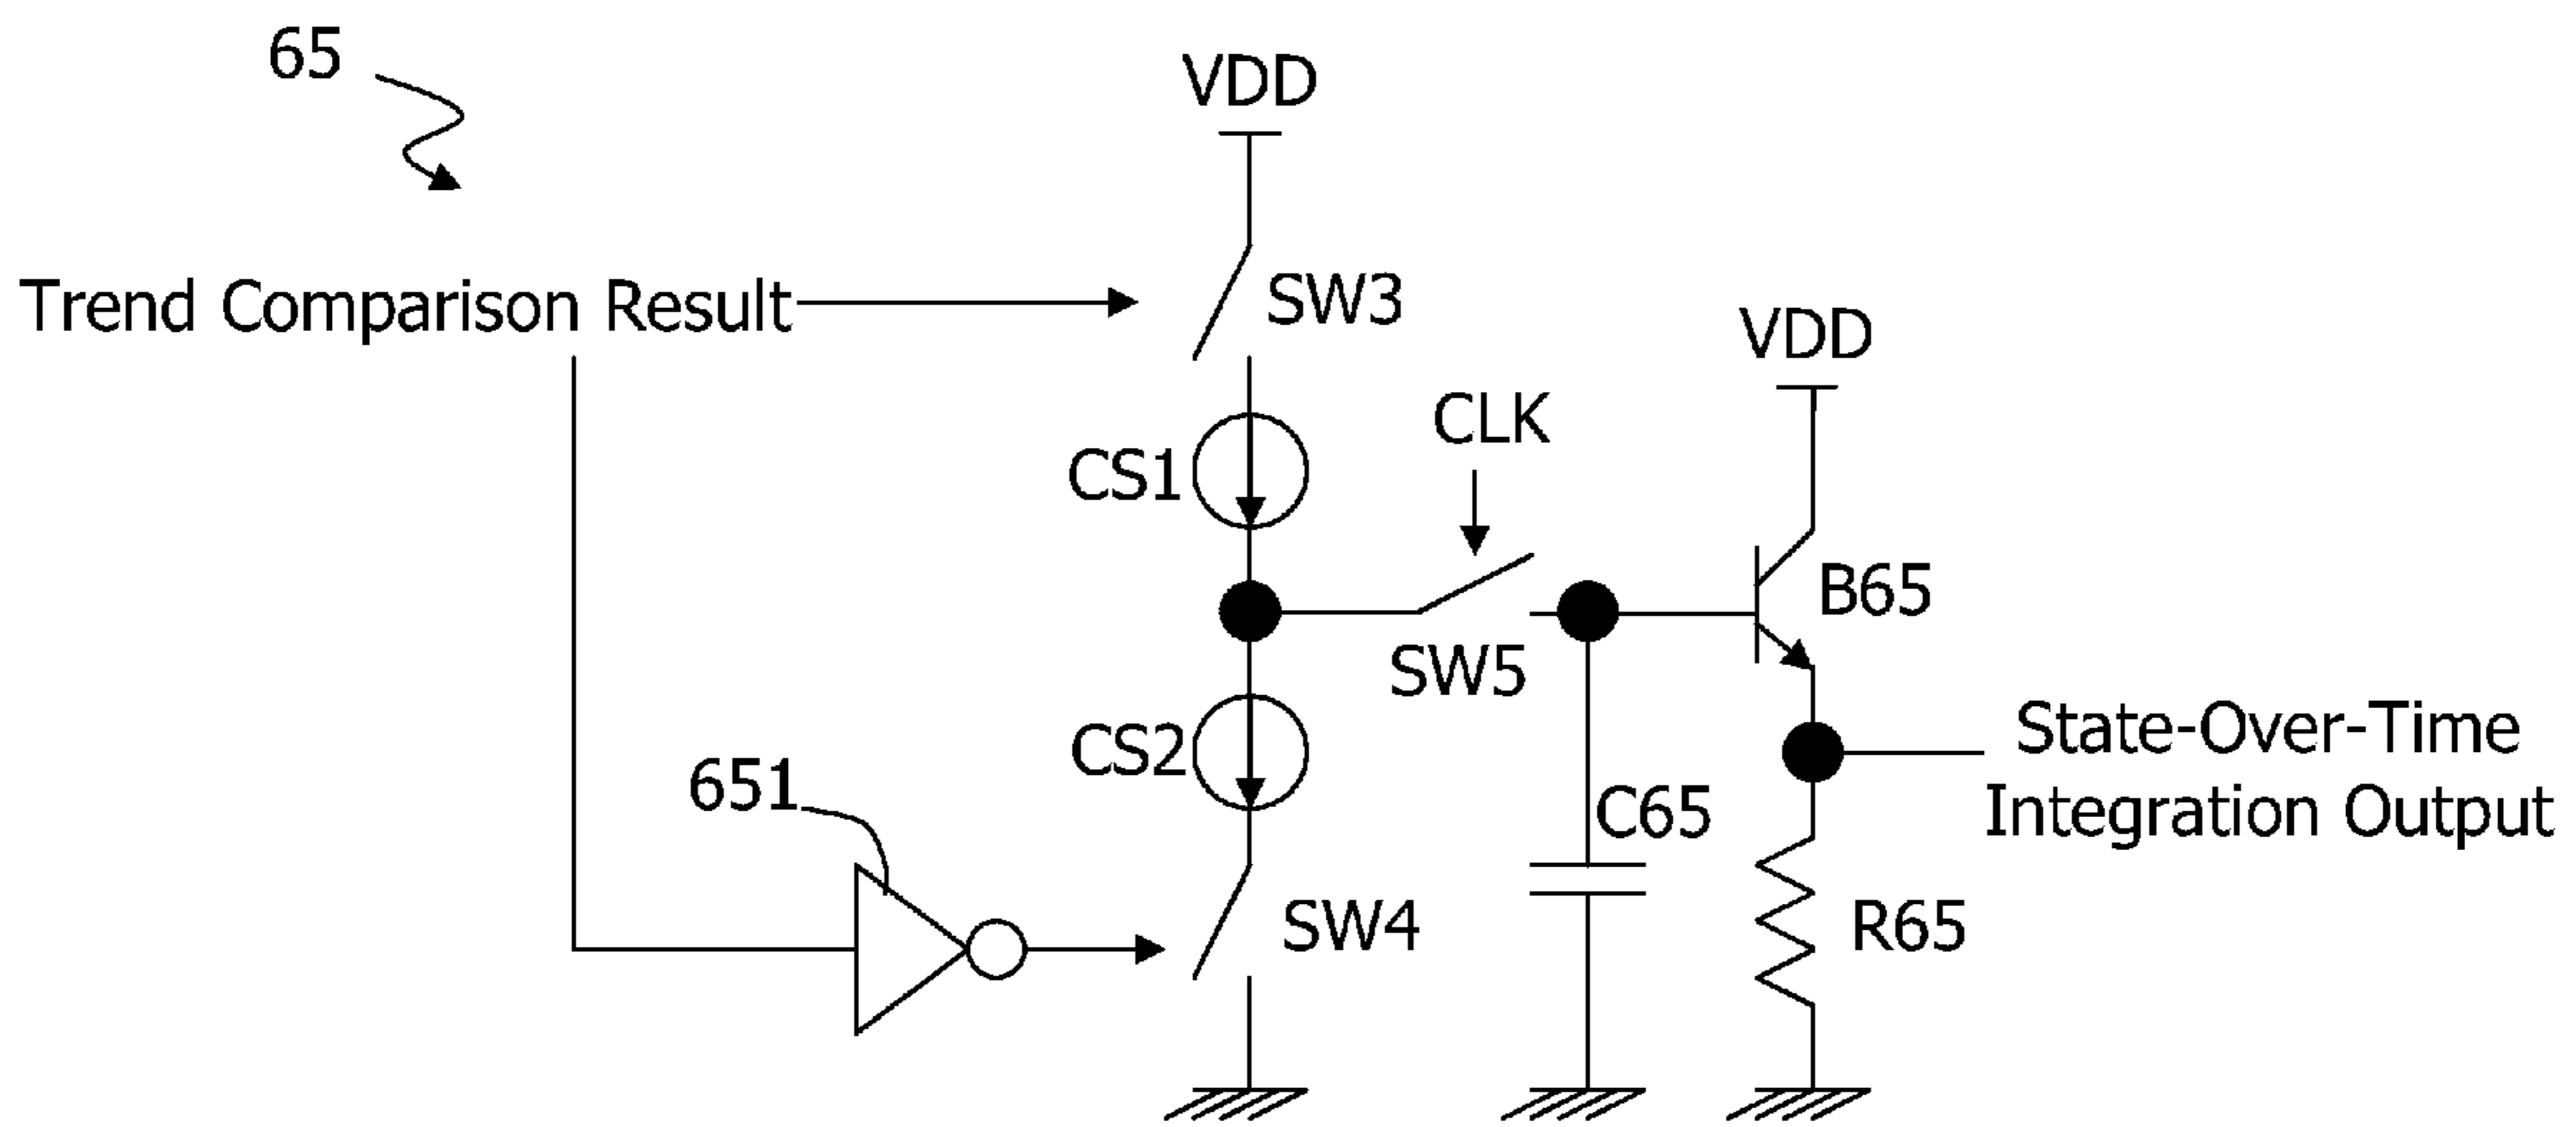 65
VDD
Trend Comparison Result
SW3
VDD
CLK
CS1
B65
SW5
State-Over-Time
CS2
651
C65
Integration Output
SW4
R65